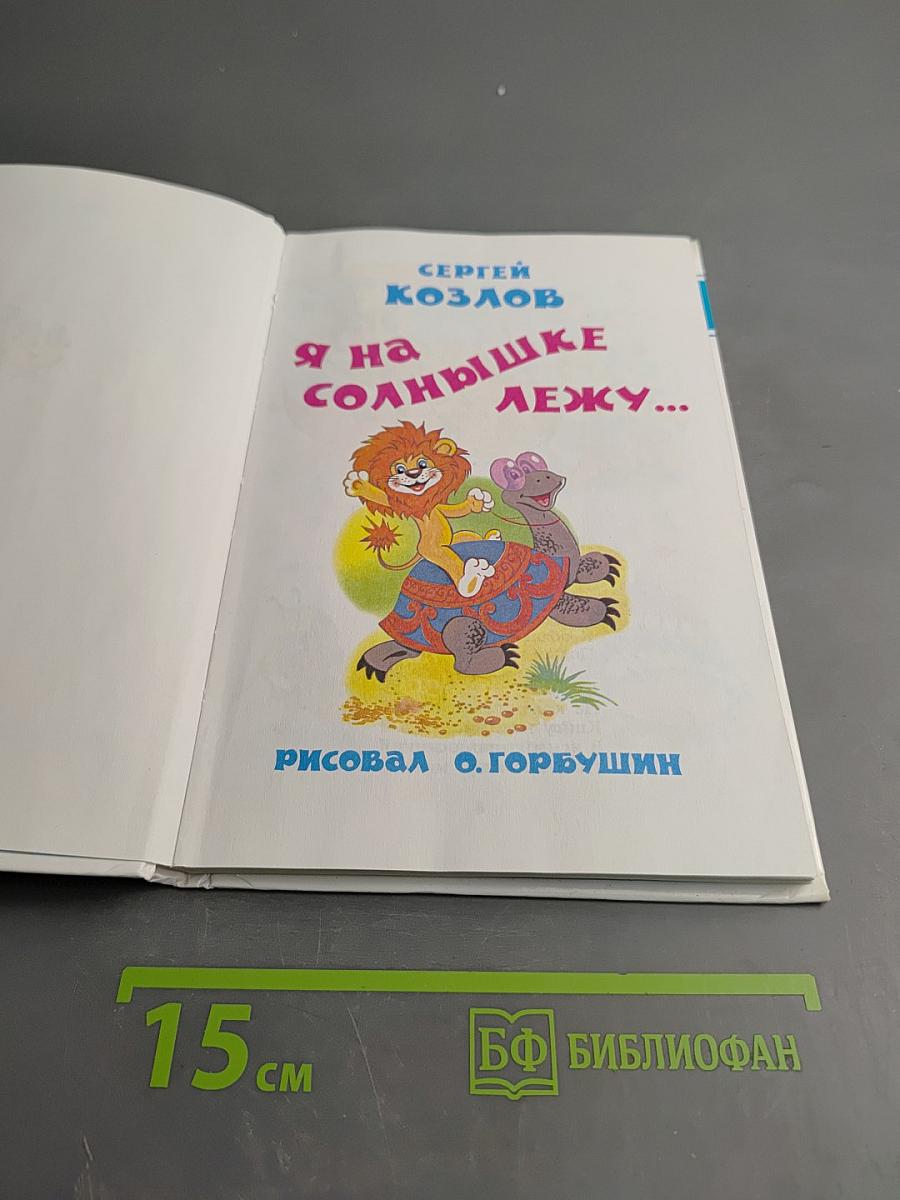 СЕРГЕЙ
КОЗЛОВ
Я НА
СОЛНЫШКЕ
ЛЕЖУ...
РИСОВАЛ О. ГОРБУШИН
15 см
БФ БИБЛИОФАН